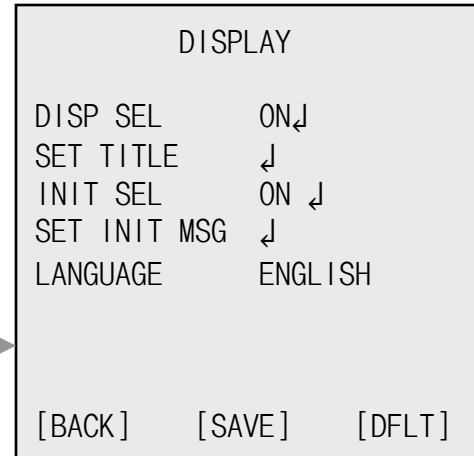 DISPLAY
DISP SEL ON↲
SET TITLE ↲
INIT SEL ON ↲
SET INIT MSG ↲
LANGUAGE ENGLISH
[BACK] [SAVE] [DFLT]